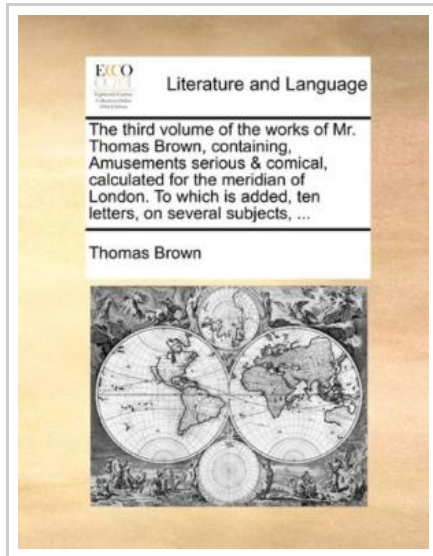 ECCO
Literature and Language
The third volume of the works of Mr.
Thomas Brown, containing,
Amusements serious & comical,
calculated for the meridian of
London. To which is added, ten
letters, on several subjects, ...
Thomas Brown